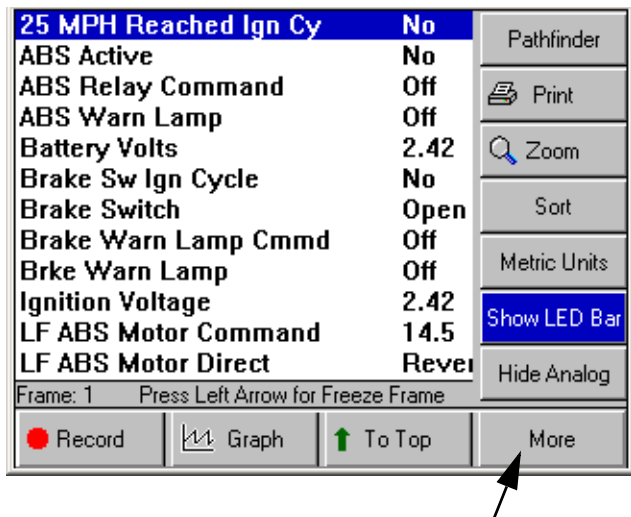 25 MPH Reached Ign Cy No
ABS Active No
ABS Relay Command Off
ABS Warn Lamp Off
Battery Volts 2.42
Brake Sw Ign Cycle No
Brake Switch Open
Brake Warn Lamp Cmmd Off
Brke Warn Lamp Off
Ignition Voltage 2.42
LF ABS Motor Command 14.5
LF ABS Motor Direct Rever
Frame: 1 Press Left Arrow for Freeze Frame
Pathfinder
Print
Zoom
Sort
Metric Units
Show LED Bar
Hide Analog
Record Graph To Top More